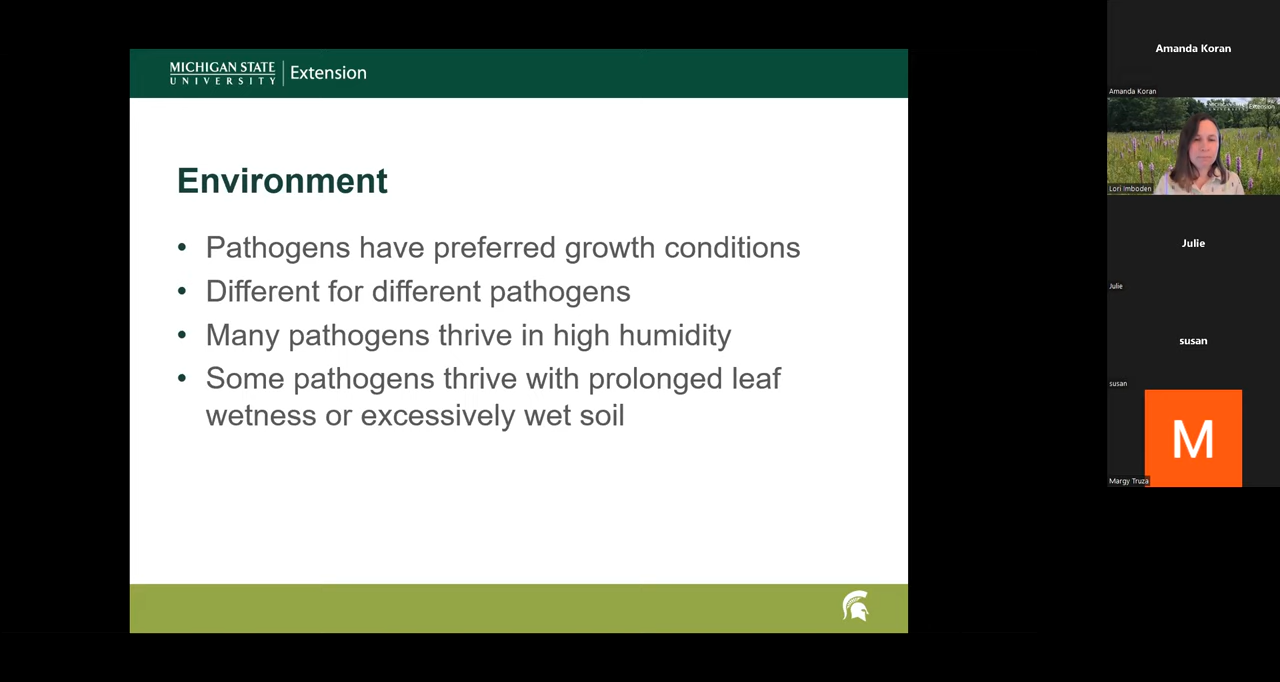 MICHIGAN STATE
UNIVERSITY
Extension
Environment
• Pathogens have preferred growth conditions
• Different for different pathogens
• Many pathogens thrive in high humidity
• Some pathogens thrive with prolonged leaf
wetness or excessively wet soil
Amanda Koran
Amanda Koran
Extension
Lori Imboden
Julie
Julie
susan
susan
M
Margy Truza